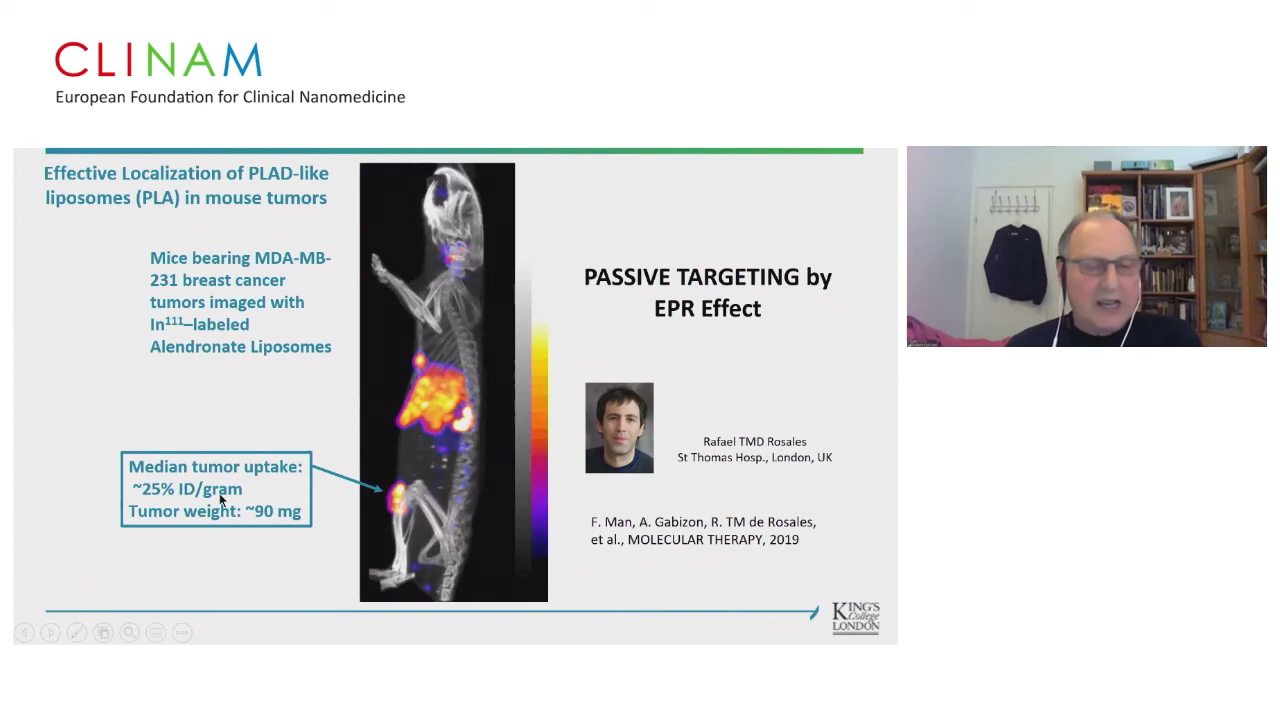 CLINAM
European Foundation for Clinical Nanomedicine
Effective Localization of PLAD-like
liposomes (PLA) in mouse tumors
Mice bearing MDA-MB-
231 breast cancer
tumors imaged with
In111–labeled
Alendronate Liposomes
Median tumor uptake:
~25% ID/gram
Tumor weight: ~90 mg
PASSIVE TARGETING by
EPR Effect
Rafael TMD Rosales
St Thomas Hosp., London, UK
F. Man, A. Gabizon, R. TM de Rosales,
et al., MOLECULAR THERAPY, 2019
KING'S
College
LONDON